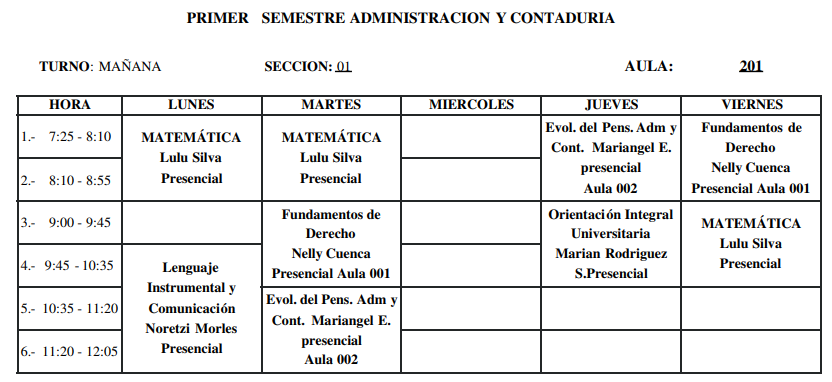 PRIMER SEMESTRE ADMINISTRACION Y CONTADURIA
TURNO: MAÑANA SECCION: 01 AULA: 201
HORA LUNES MARTES MIERCOLES JUEVES VIERNES
1.- 7:25 - 8:10
2.- 8:10 - 8:55
3.- 9:00 - 9:45
4.- 9:45 - 10:35
5.- 10:35 - 11:20
6.- 11:20 - 12:05
MATEMÁTICA
Lulu Silva
Presencial
Lenguaje
Instrumental y
Comunicación
Noretzi Morles
Presencial
MATEMÁTICA
Lulu Silva
Presencial
Fundamentos de
Derecho
Nelly Cuenca
Presencial Aula 001
Evol. del Pens. Adm y
Cont. Mariangel E.
presencial
Aula 002
Evol. del Pens. Adm y
Cont. Mariangel E.
presencial
Aula 002
Orientación Integral
Universitaria
Marian Rodriguez
S.Presencial
Fundamentos de
Derecho
Nelly Cuenca
Presencial Aula 001
MATEMÁTICA
Lulu Silva
Presencial